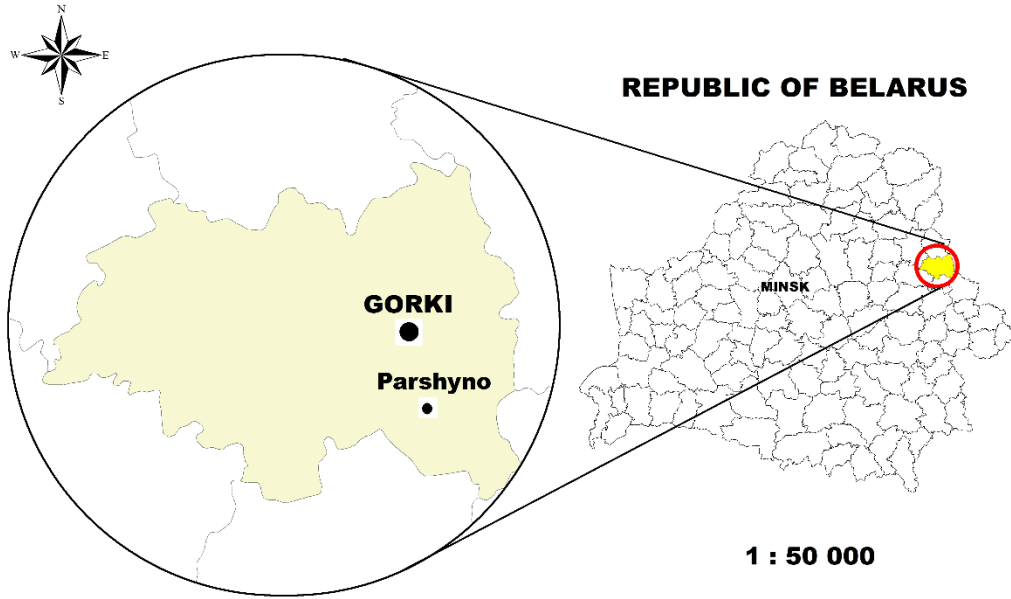 N
W
E
S
REPUBLIC OF BELARUS
MINSK
GORKI
Parshyno
1 : 50 000